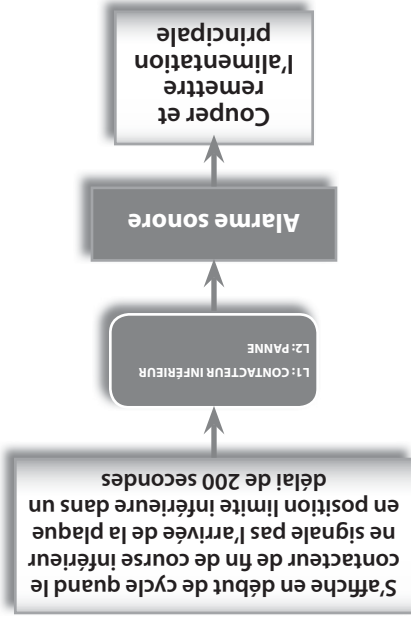 S'affiche en début de cycle quand le
contacteur de fin de course inférieur
ne signale pas l'arrivée de la plaque
en position limite inférieure dans un
délai de 200 secondes
L1: CONTACTEUR INFÉRIEUR
L2: PANNE
Alarme sonore
Couper et
remettre
l'alimentation
principale